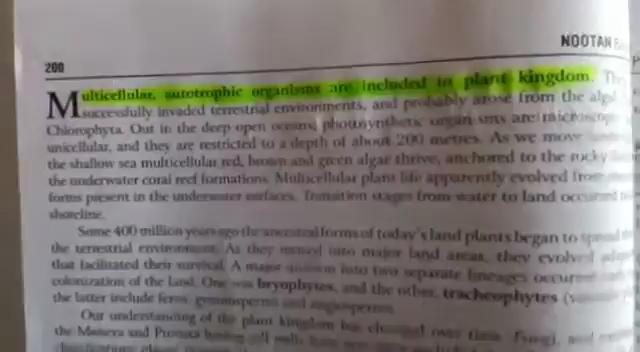 NOOTAN
200
Multicellular, autotrophic organisms are included in plant kingdom. They
successfully invaded terrestrial environments, and probably arose from the algal
Chlorophyta. Out in the deep open oceans, photosynthetic organisms are microscopic
unicellular, and they are restricted to a depth of about 200 metres. As we move
the shallow sea multicellular red, brown and green algae thrive, anchored to the rocky
the underwater coral reef formations. Multicellular plant life apparently evolved from
forms present in the underwater surfaces. Transition stages from water to land occurred
shoreline.
Some 400 million years ago the ancestral forms of today's land plants began to spread
the terrestrial environment. As they moved into major land areas, they evolved
that facilitated their survival. A major division into two separate lineages occurred
colonization of the land. One was bryophytes, and the other, tracheophytes
the latter include ferns, gymnosperms and angiosperms.
Our understanding of the plant kingdom has changed over time. Fungi, and
the Monera and Protista having cell walls